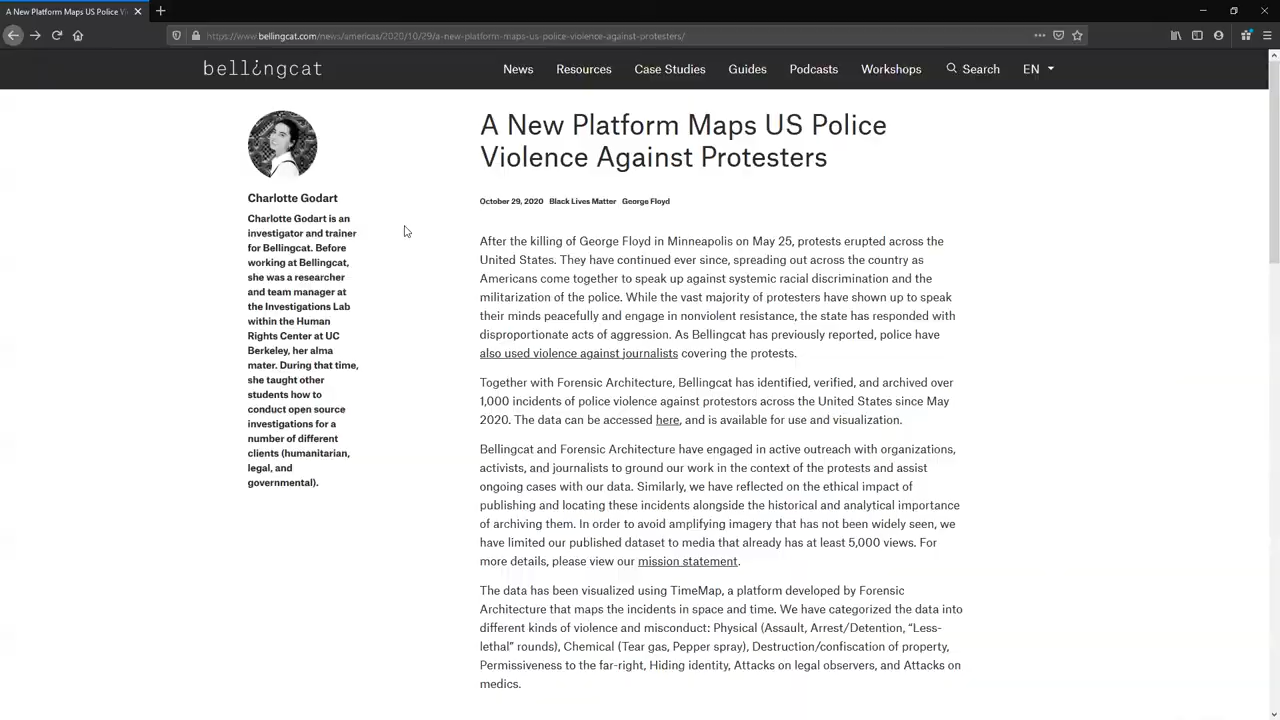 A New Platform Maps US Police Vi
https://www.bellingcat.com/news/americas/2020/10/29/a-new-platform-maps-us-police-violence-against-protesters/
bellingcat
News
Resources
Case Studies
Guides
Podcasts
Workshops
Search
EN
Charlotte Godart
Charlotte Godart is an
investigator and trainer
for Bellingcat. Before
working at Bellingcat,
she was a researcher
and team manager at
the Investigations Lab
within the Human
Rights Center at UC
Berkeley, her alma
mater. During that time,
she taught other
students how to
conduct open source
investigations for a
number of different
clients (humanitarian,
legal, and
governmental).
A New Platform Maps US Police
Violence Against Protesters
October 29, 2020 Black Lives Matter George Floyd
After the killing of George Floyd in Minneapolis on May 25, protests erupted across the
United States. They have continued ever since, spreading out across the country as
Americans come together to speak up against systemic racial discrimination and the
militarization of the police. While the vast majority of protesters have shown up to speak
their minds peacefully and engage in nonviolent resistance, the state has responded with
disproportionate acts of aggression. As Bellingcat has previously reported, police have
also used violence against journalists covering the protests.
Together with Forensic Architecture, Bellingcat has identified, verified, and archived over
1,000 incidents of police violence against protestors across the United States since May
2020. The data can be accessed here, and is available for use and visualization.
Bellingcat and Forensic Architecture have engaged in active outreach with organizations,
activists, and journalists to ground our work in the context of the protests and assist
ongoing cases with our data. Similarly, we have reflected on the ethical impact of
publishing and locating these incidents alongside the historical and analytical importance
of archiving them. In order to avoid amplifying imagery that has not been widely seen, we
have limited our published dataset to media that already has at least 5,000 views. For
more details, please view our mission statement.
The data has been visualized using TimeMap, a platform developed by Forensic
Architecture that maps the incidents in space and time. We have categorized the data into
different kinds of violence and misconduct: Physical (Assault, Arrest/Detention, “Less-
lethal” rounds), Chemical (Tear gas, Pepper spray), Destruction/confiscation of property,
Permissiveness to the far-right, Hiding identity, Attacks on legal observers, and Attacks on
medics.